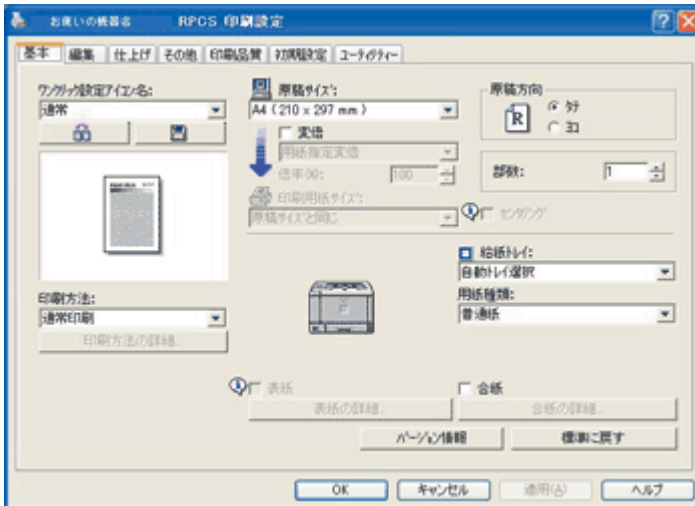 お使いの機器名 RPCS 印刷設定
基本 編集 仕上げ その他 印刷品質 初期設定 ユーティリティー
ワンクリック設定アイコン名:
通常
印刷方法:
通常印刷
印刷方法の詳細...
原稿サイズ:
A4 (210 x 297 mm)
変倍
用紙指定変倍
倍率(%): 100
印刷用紙サイズ:
原稿サイズと同じ
原稿方向
R
タテ
ヨコ
部数: 1
センタリング
給紙トレイ:
自動トレイ選択
用紙種類:
普通紙
表紙
表紙の詳細...
合紙
合紙の詳細...
バージョン情報 標準に戻す
OK キャンセル 適用(A) ヘルプ